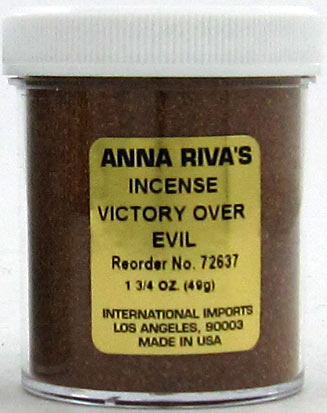 ANNA RIVA'S
INCENSE
VICTORY OVER
EVIL
Reorder No. 72637
1 3/4 OZ. (49g)
INTERNATIONAL IMPORTS
LOS ANGELES, 90003
MADE IN USA